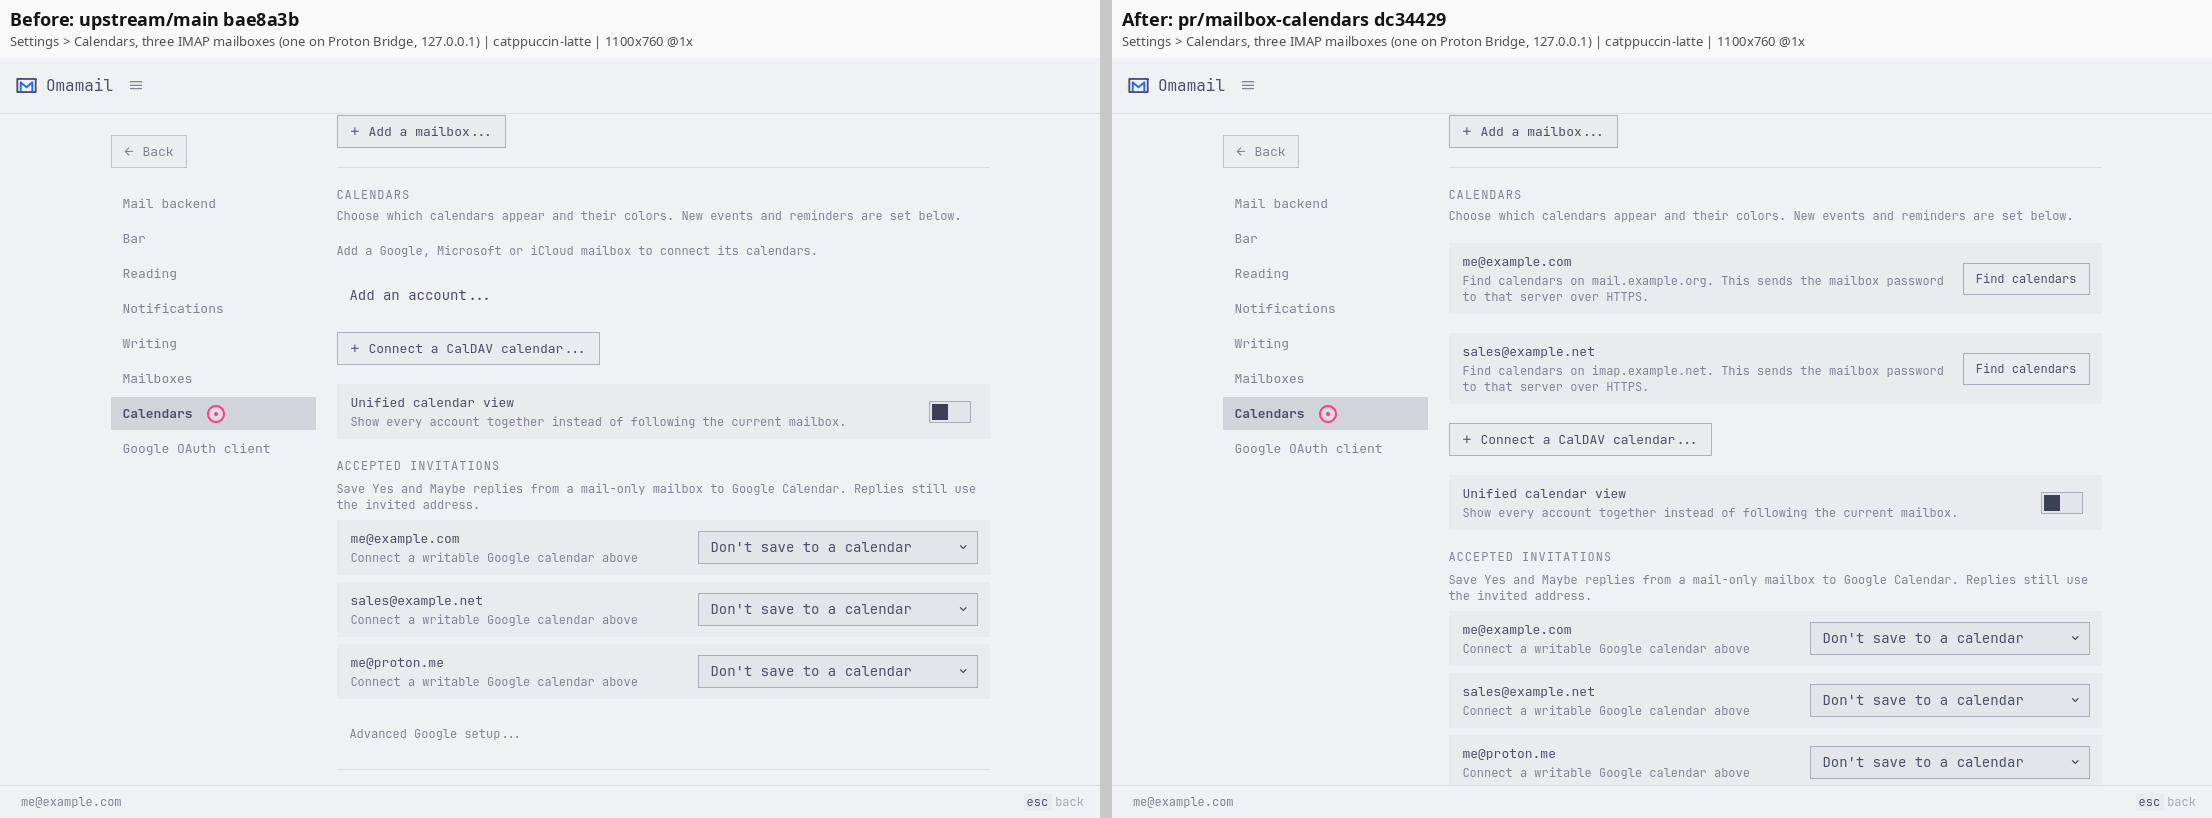 Before: upstream/main bae8a3b
Settings > Calendars, three IMAP mailboxes (one on Proton Bridge, 127.0.0.1) | catppuccin-latte | 1100x760 @1x
Omamail
+ Add a mailbox...
← Back
Mail backend
Bar
Reading
Notifications
Writing
Mailboxes
Calendars
Google OAuth client
CALENDARS
Choose which calendars appear and their colors. New events and reminders are set below.
Add a Google, Microsoft or iCloud mailbox to connect its calendars.
Add an account...
+ Connect a CalDAV calendar...
Unified calendar view
Show every account together instead of following the current mailbox.
ACCEPTED INVITATIONS
Save Yes and Maybe replies from a mail-only mailbox to Google Calendar. Replies still use
the invited address.
me@example.com
Connect a writable Google calendar above
Don't save to a calendar
sales@example.net
Connect a writable Google calendar above
Don't save to a calendar
me@proton.me
Connect a writable Google calendar above
Don't save to a calendar
Advanced Google setup...
me@example.com
esc back
After: pr/mailbox-calendars dc34429
Settings > Calendars, three IMAP mailboxes (one on Proton Bridge, 127.0.0.1) | catppuccin-latte | 1100x760 @1x
Omamail
+ Add a mailbox...
← Back
Mail backend
Bar
Reading
Notifications
Writing
Mailboxes
Calendars
Google OAuth client
CALENDARS
Choose which calendars appear and their colors. New events and reminders are set below.
me@example.com
Find calendars on mail.example.org. This sends the mailbox password
to that server over HTTPS.
Find calendars
sales@example.net
Find calendars on imap.example.net. This sends the mailbox password
to that server over HTTPS.
Find calendars
+ Connect a CalDAV calendar...
Unified calendar view
Show every account together instead of following the current mailbox.
ACCEPTED INVITATIONS
Save Yes and Maybe replies from a mail-only mailbox to Google Calendar. Replies still use
the invited address.
me@example.com
Connect a writable Google calendar above
Don't save to a calendar
sales@example.net
Connect a writable Google calendar above
Don't save to a calendar
me@proton.me
Connect a writable Google calendar above
Don't save to a calendar
me@example.com
esc back